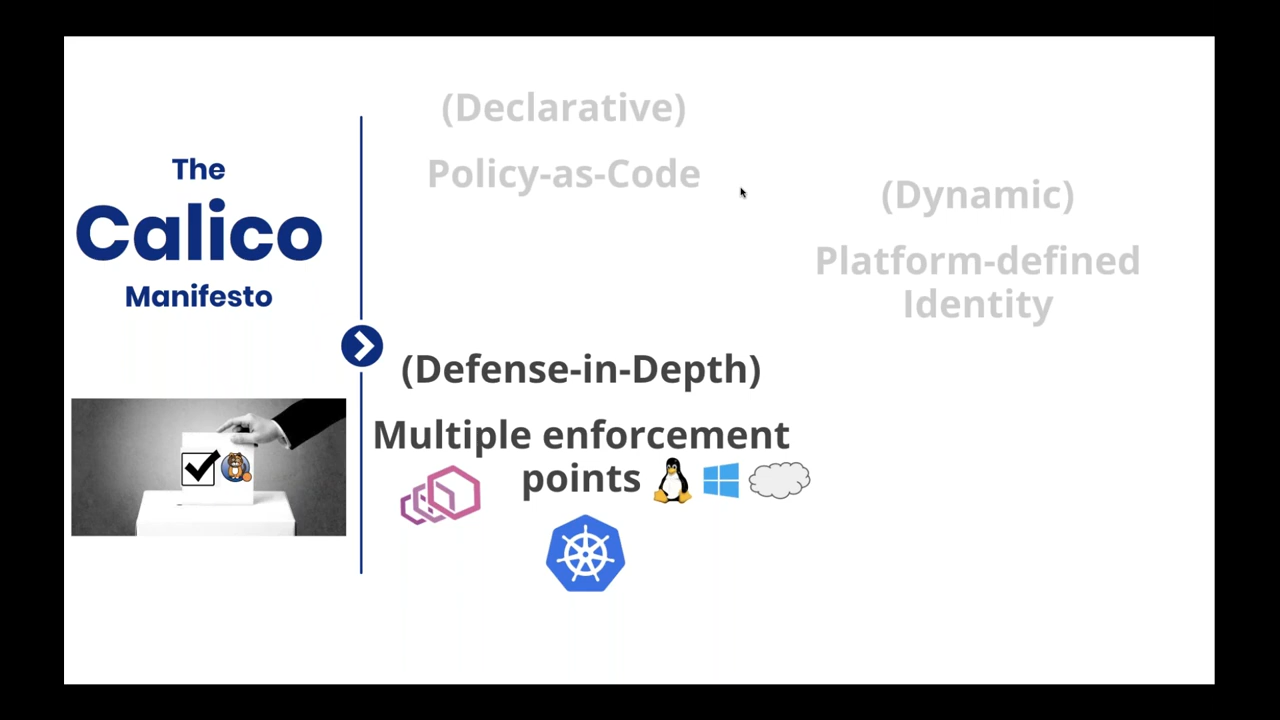 The
Calico
Manifesto
(Declarative)
Policy-as-Code
(Dynamic)
Platform-defined
Identity
(Defense-in-Depth)
Multiple enforcement
points